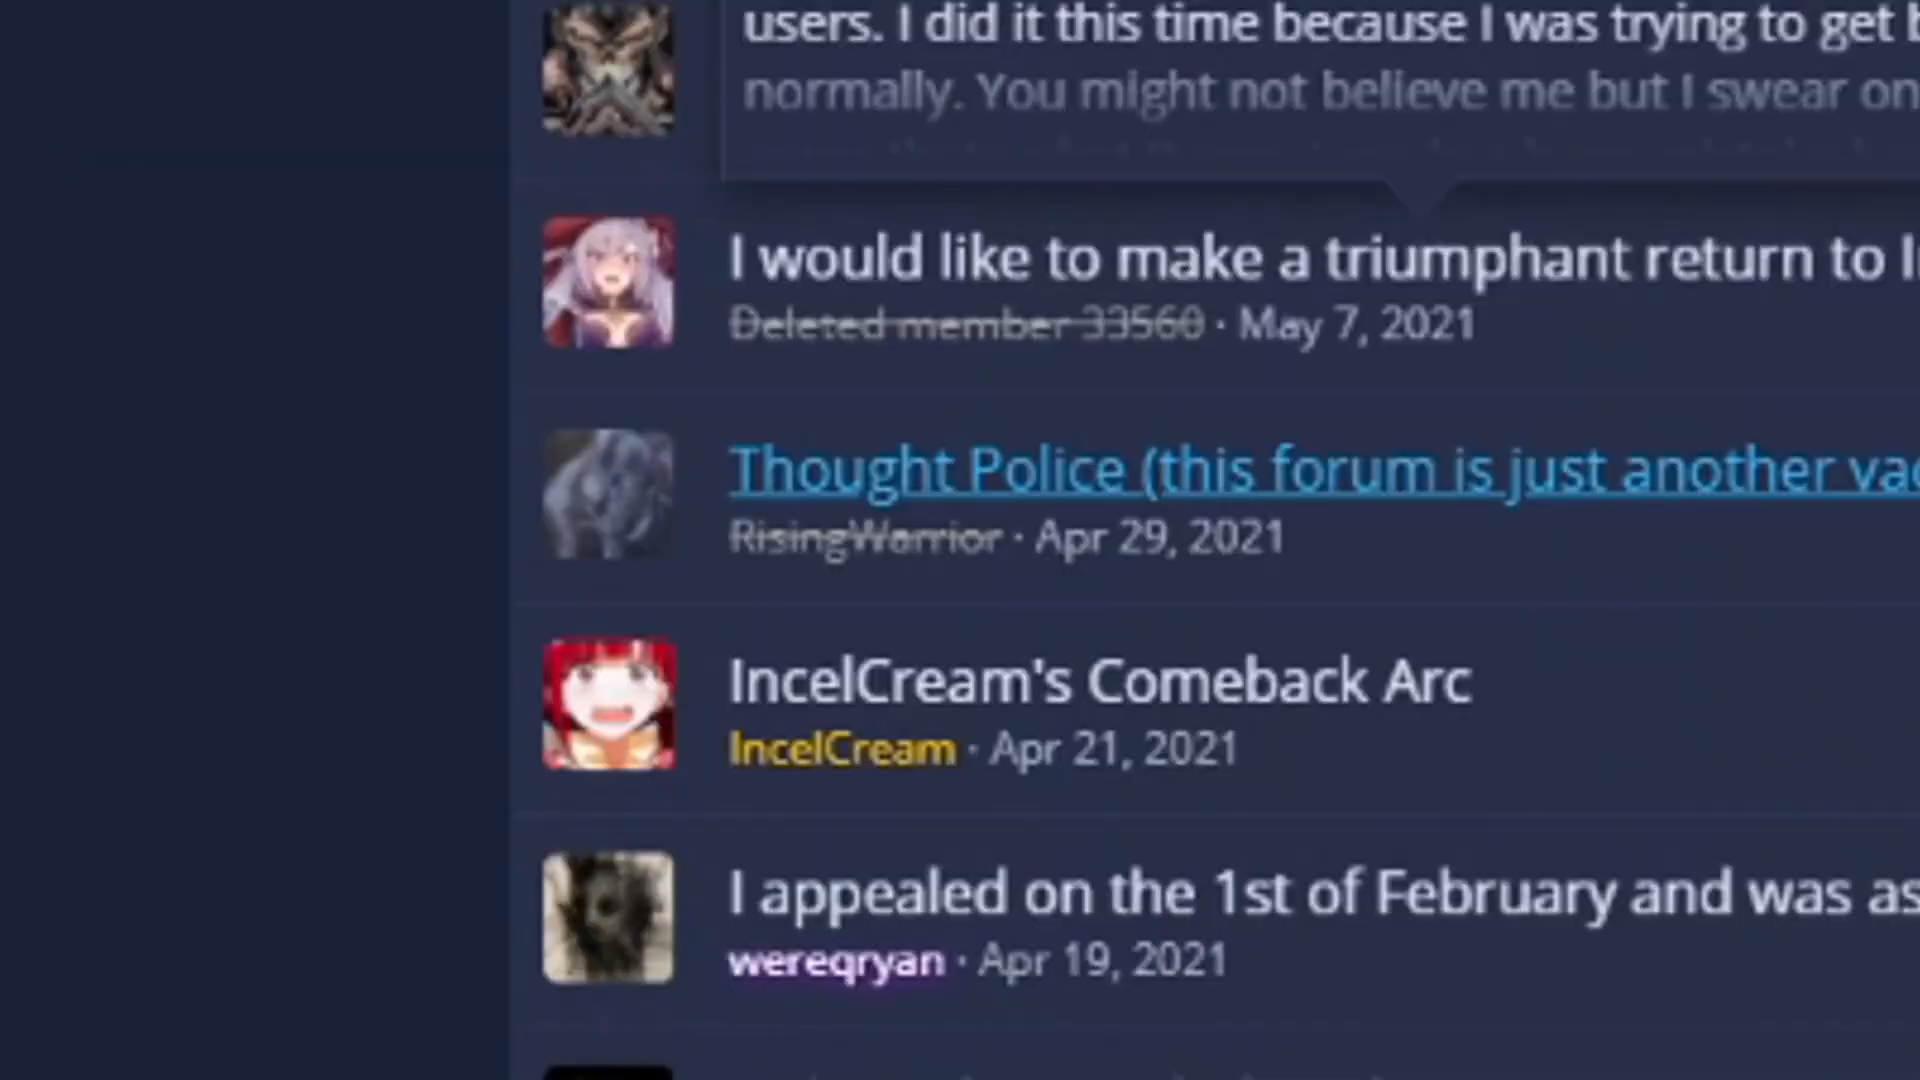 users. I did it this time because I was trying to get b
normally. You might not believe me but I swear on
I would like to make a triumphant return to I
Deleted member 33560 · May 7, 2021
Thought Police (this forum is just another vac
RisingWarrior · Apr 29, 2021
IncelCream's Comeback Arc
IncelCream · Apr 21, 2021
I appealed on the 1st of February and was as
wereqryan · Apr 19, 2021